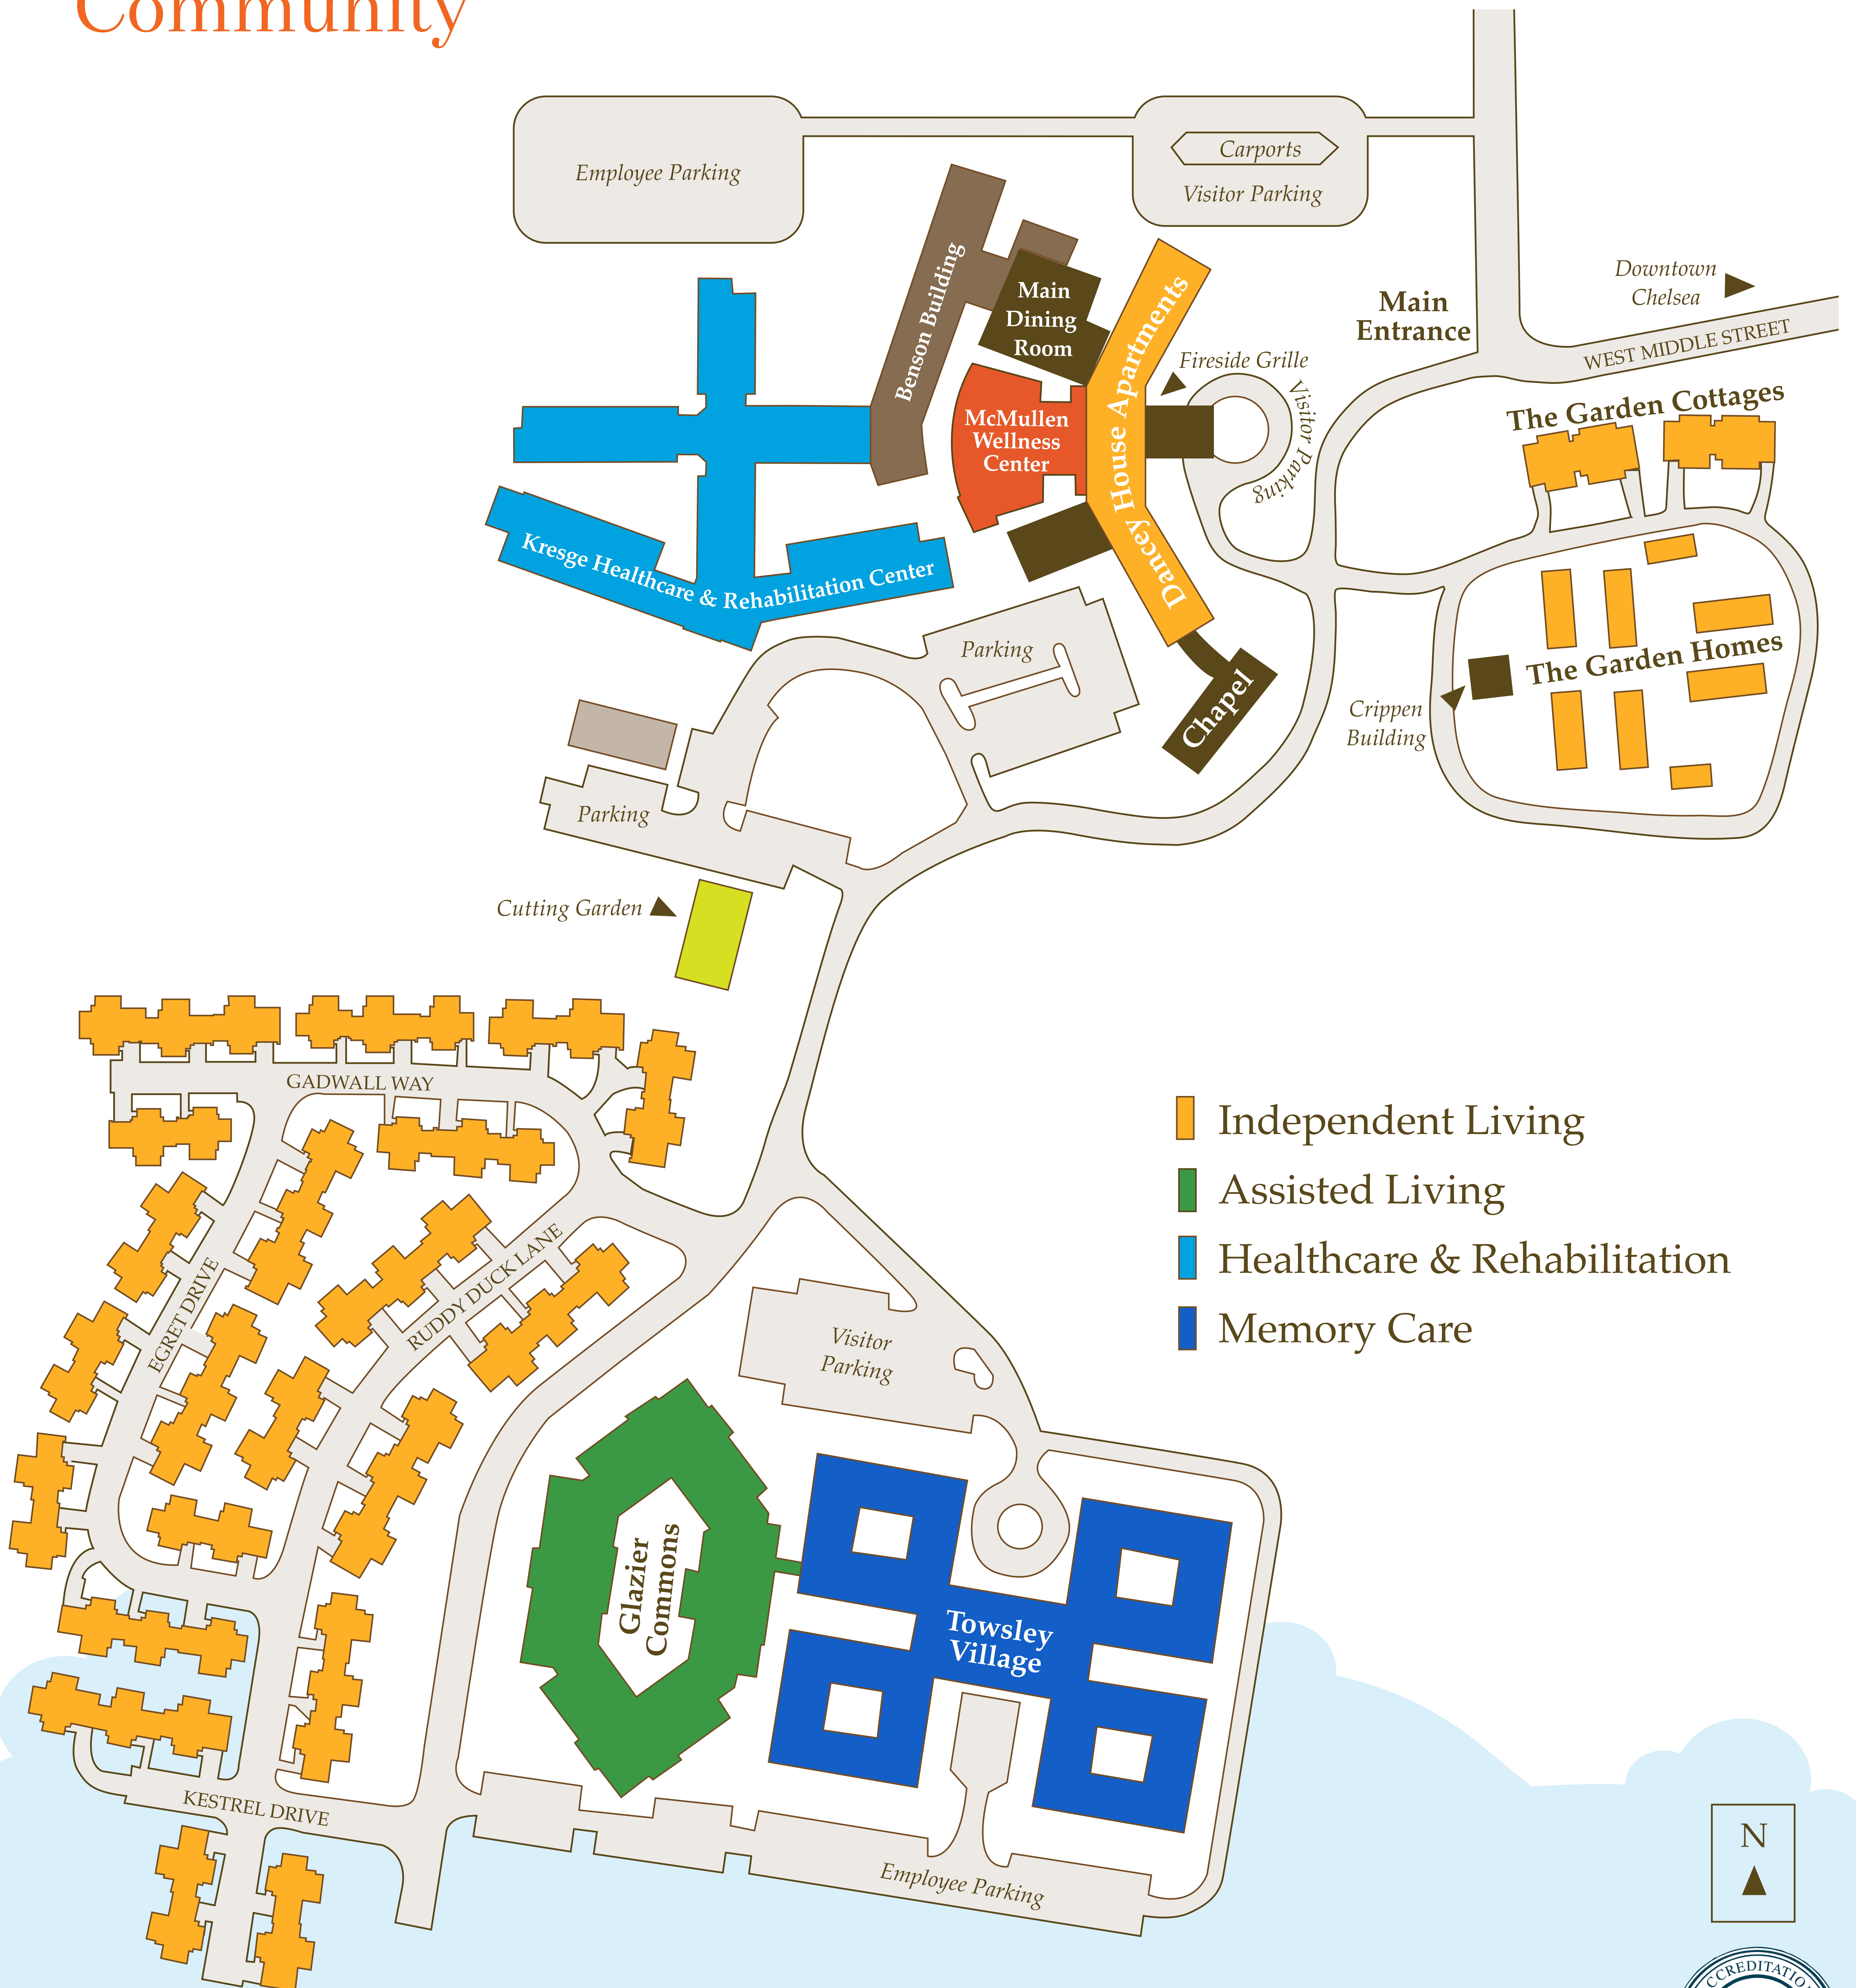 Community
Employee Parking
Carports
Visitor Parking
Benson Building
Main
Dining
Room
Dancey House Apartments
Main
Entrance
Downtown
Chelsea
WEST MIDDLE STREET
Fireside Grille
Visitor Parking
McMullen
Wellness
Center
The Garden Cottages
Kresge Healthcare & Rehabilitation Center
Parking
Chapel
The Garden Homes
Crippen
Building
Parking
Cutting Garden
GADWALL WAY
EGRET DRIVE
RUDDY DUCK LANE
Independent Living
Assisted Living
Healthcare & Rehabilitation
Memory Care
Visitor
Parking
Glazier
Commons
Towsley
Village
KESTREL DRIVE
Employee Parking
N